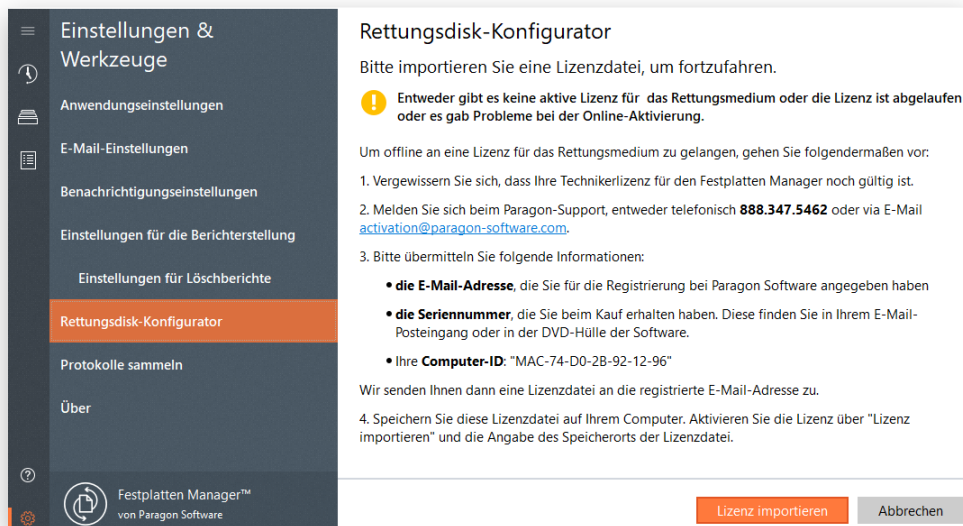 Einstellungen &
Werkzeuge
Anwendungseinstellungen
E-Mail-Einstellungen
Benachrichtigungseinstellungen
Einstellungen für die Berichterstellung
Einstellungen für Löschberichte
Rettungsdisk-Konfigurator
Protokolle sammeln
Über
Festplatten Manager™
von Paragon Software
Rettungsdisk-Konfigurator
Bitte importieren Sie eine Lizenzdatei, um fortzufahren.
Entweder gibt es keine aktive Lizenz für das Rettungsmedium oder die Lizenz ist abgelaufen
oder es gab Probleme bei der Online-Aktivierung.
Um offline an eine Lizenz für das Rettungsmedium zu gelangen, gehen Sie folgendermaßen vor:
1. Vergewissern Sie sich, dass Ihre Technikerlizenz für den Festplatten Manager noch gültig ist.
2. Melden Sie sich beim Paragon-Support, entweder telefonisch 888.347.5462 oder via E-Mail
activation@paragon-software.com.
3. Bitte übermitteln Sie folgende Informationen:
• die E-Mail-Adresse, die Sie für die Registrierung bei Paragon Software angegeben haben
• die Seriennummer, die Sie beim Kauf erhalten haben. Diese finden Sie in Ihrem E-Mail-
Posteingang oder in der DVD-Hülle der Software.
• Ihre Computer-ID: "MAC-74-D0-2B-92-12-96"
Wir senden Ihnen dann eine Lizenzdatei an die registrierte E-Mail-Adresse zu.
4. Speichern Sie diese Lizenzdatei auf Ihrem Computer. Aktivieren Sie die Lizenz über "Lizenz
importieren" und die Angabe des Speicherorts der Lizenzdatei.
Lizenz importieren
Abbrechen